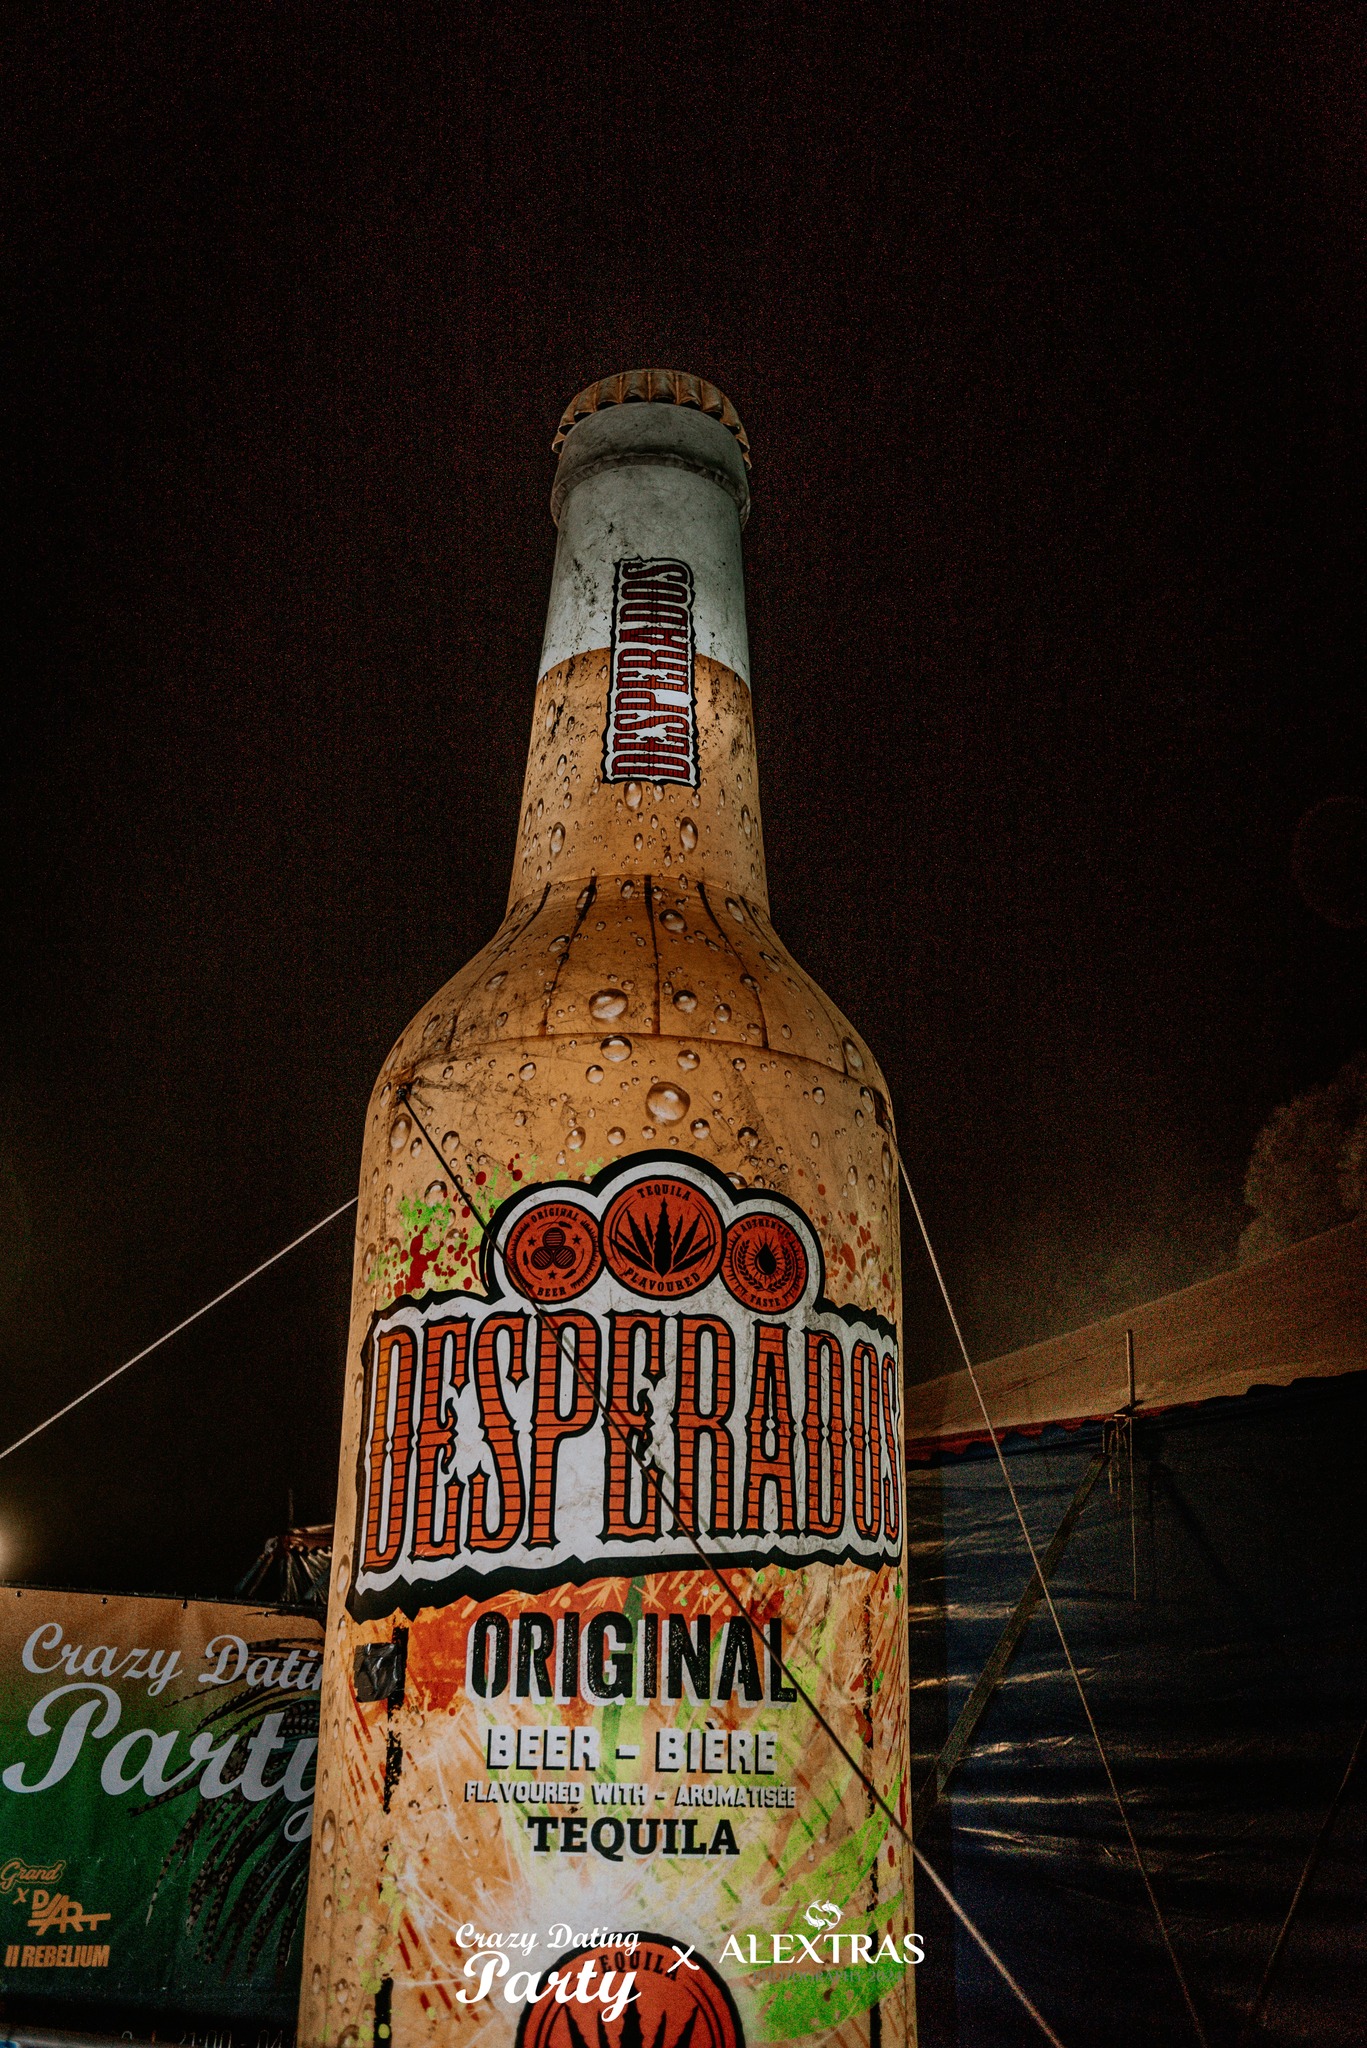 DESPERADOS
ORIGINAL
BEER
TEQUILA
FLAVOURED
AUTHENTIC
TASTE
DESPERADOS
ORIGINAL
BEER - BIÈRE
FLAVOURED WITH - AROMATISÉE
TEQUILA
Crazy Dati
Party
Grand
X D/ART
II REBELIUM
TEQUILA
Crazy Dating
Party X ALEXTRAS